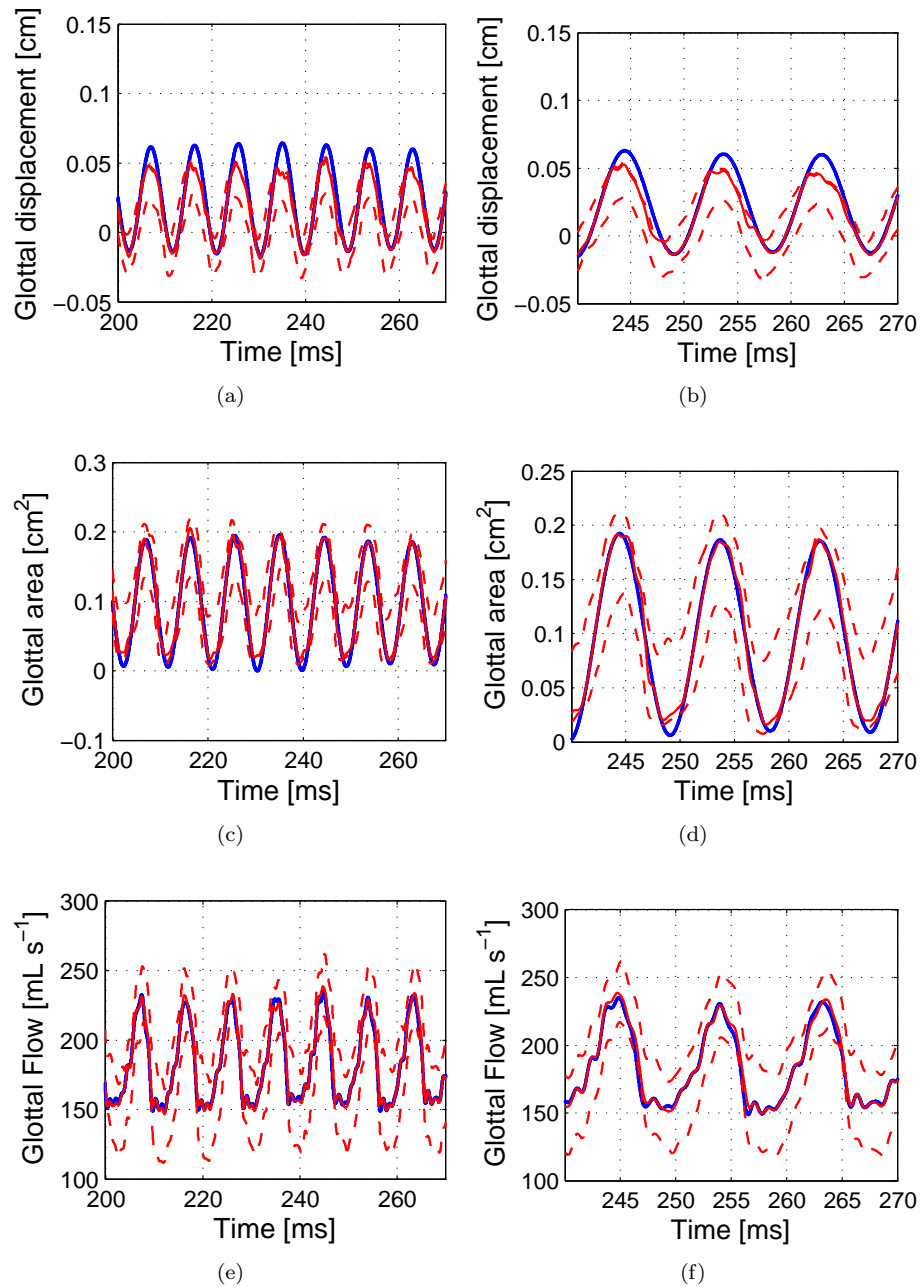 0.15
0.1
0.05
0
−0.05
200 220 240 260
Time [ms]
Glottal displacement [cm]
(a)
0.15
0.1
0.05
0
−0.05
245 250 255 260 265 270
Time [ms]
Glottal displacement [cm]
(b)
0.3
0.2
0.1
0
−0.1
200 220 240 260
Time [ms]
Glottal area [cm²]
(c)
0.25
0.2
0.15
0.1
0.05
0
245 250 255 260 265 270
Time [ms]
Glottal area [cm²]
(d)
300
250
200
150
100
200 220 240 260
Time [ms]
Glottal Flow [mL s⁻¹]
(e)
300
250
200
150
100
245 250 255 260 265 270
Time [ms]
Glottal Flow [mL s⁻¹]
(f)